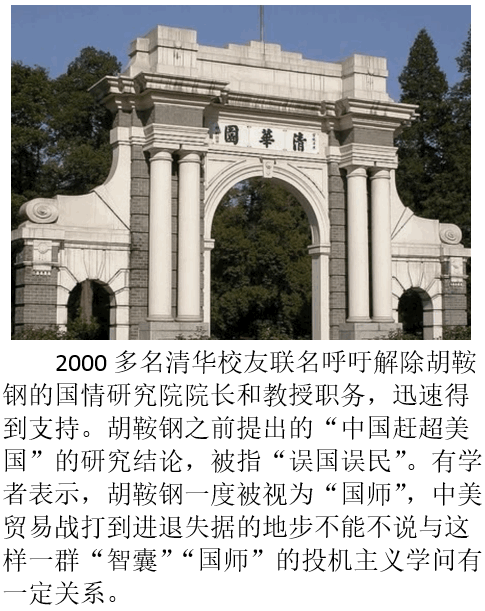 清華園
2000 多名清华校友联名呼吁解除胡鞍
钢的国情研究院院长和教授职务，迅速得
到支持。胡鞍钢之前提出的“中国赶超美
国”的研究结论，被指“误国误民”。有学
者表示，胡鞍钢一度被视为“国师”，中美
贸易战打到进退失据的地步不能不说与这
样一群“智囊”“国师”的投机主义学问有
一定关系。